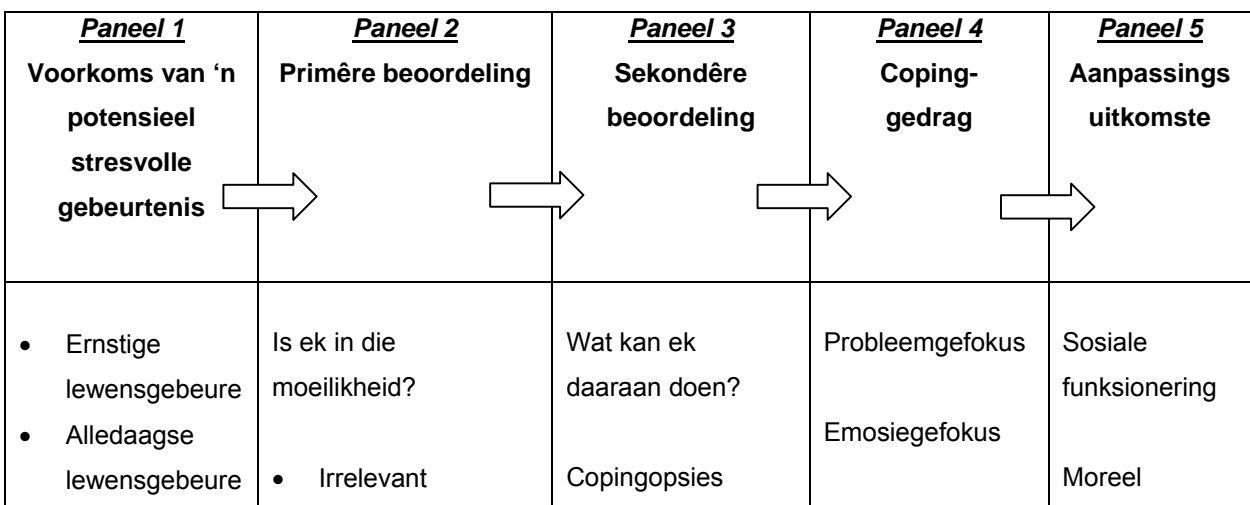 Paneel 1
Voorkoms van ‘n
potensieel
stresvolle
gebeurtenis
Paneel 2
Primêre beoordeling
Paneel 3
Sekondêre
beoordeling
Paneel 4
Coping-
gedrag
Paneel 5
Aanpassings
uitkomste
• Ernstige
lewensgebeure
• Alledaagse
lewensgebeure
Is ek in die
moeilikheid?
• Irrelevant
Wat kan ek
daaraan doen?
Copingopsies
Probleemgefokus
Emosiegefokus
Sosiale
funksionering
Moreel